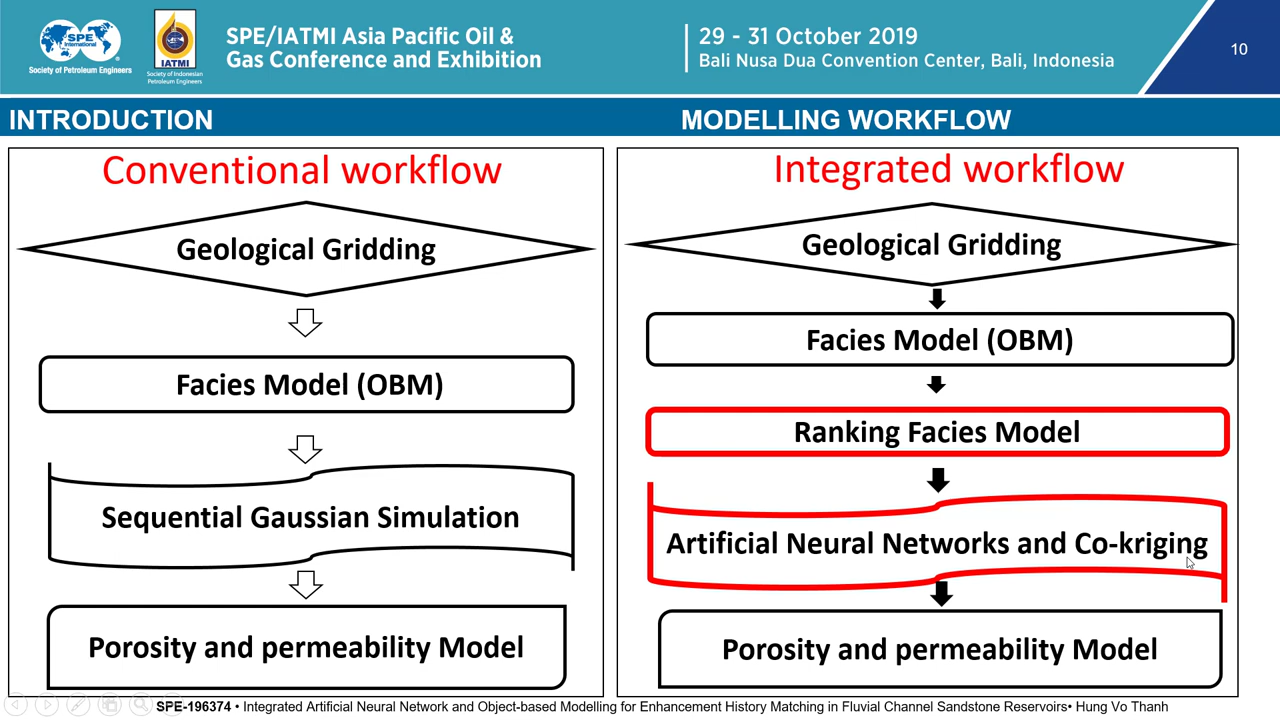 SPE
International
Society of Petroleum Engineers
IATMI
Society of Indonesian
Petroleum Engineers
SPE/IATMI Asia Pacific Oil &
Gas Conference and Exhibition
29 - 31 October 2019
Bali Nusa Dua Convention Center, Bali, Indonesia
10
INTRODUCTION
MODELLING WORKFLOW
Conventional workflow
Geological Gridding
Facies Model (OBM)
Sequential Gaussian Simulation
Porosity and permeability Model
Integrated workflow
Geological Gridding
Facies Model (OBM)
Ranking Facies Model
Artificial Neural Networks and Co-kriging
Porosity and permeability Model
SPE-196374 • Integrated Artificial Neural Network and Object-based Modelling for Enhancement History Matching in Fluvial Channel Sandstone Reservoirs• Hung Vo Thanh